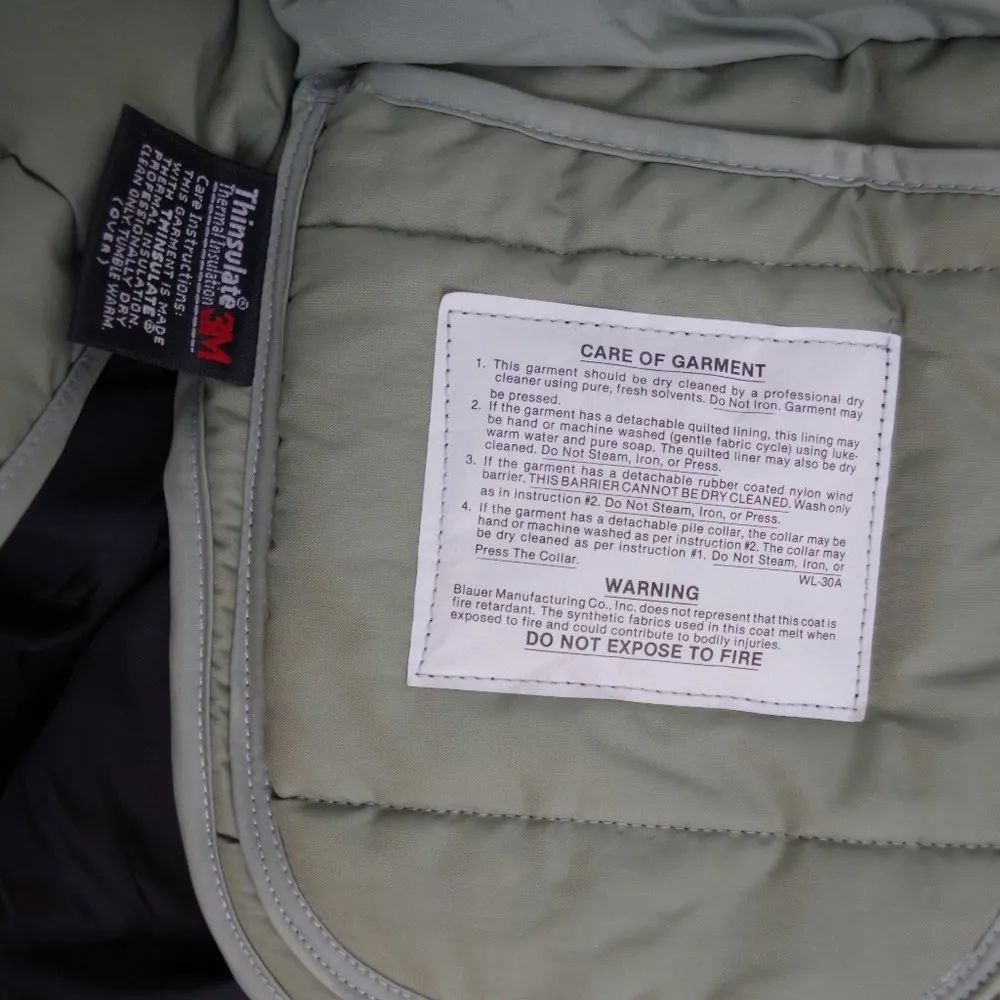 Thinsulate®
Thermal Insulation 3M
Care Instructions:
THIS GARMENT IS MADE
WITH THINSULATE®
THERMAL INSULATION.
PROFESSIONALLY DRY
CLEAN ONLY. TUMBLE WARM.
(OVER)
CARE OF GARMENT
1. This garment should be dry cleaned by a professional dry
cleaner using pure, fresh solvents. Do Not Iron. Garment may
be pressed.
2. If the garment has a detachable quilted lining, this lining may
be hand or machine washed (gentle fabric cycle) using luke-
warm water and pure soap. The quilted liner may also be dry
cleaned. Do Not Steam, Iron, or Press.
3. If the garment has a detachable rubber coated nylon wind
barrier, THIS BARRIER CANNOT BE DRY CLEANED. Wash only
as in instruction #2. Do Not Steam, Iron, or Press.
4. If the garment has a detachable pile collar, the collar may be
hand or machine washed as per instruction #2. The collar may
be dry cleaned as per instruction #1. Do Not Steam, Iron, or
Press The Collar.
WL-30A
WARNING
Blauer Manufacturing Co., Inc. does not represent that this coat is
fire retardant. The synthetic fabrics used in this coat melt when
exposed to fire and could contribute to bodily injuries.
DO NOT EXPOSE TO FIRE